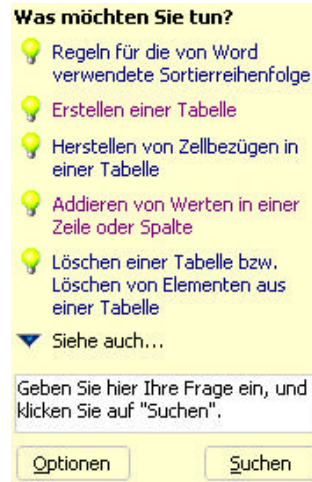 Was möchten Sie tun?
Regeln für die von Word
verwendete Sortierreihenfolge
Erstellen einer Tabelle
Herstellen von Zellbezügen in
einer Tabelle
Addieren von Werten in einer
Zeile oder Spalte
Löschen einer Tabelle bzw.
Löschen von Elementen aus
einer Tabelle
Siehe auch...
Geben Sie hier Ihre Frage ein, und
klicken Sie auf "Suchen".
Optionen Suchen